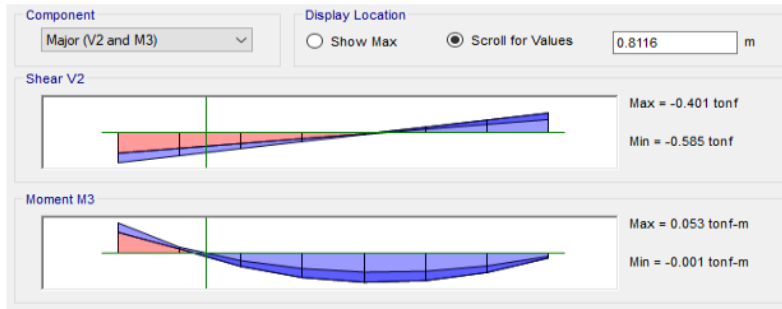 Component
Major (V2 and M3)
Display Location
Show Max
Scroll for Values
0.8116
m
Shear V2
Max = -0.401 tonf
Min = -0.585 tonf
Moment M3
Max = 0.053 tonf-m
Min = -0.001 tonf-m